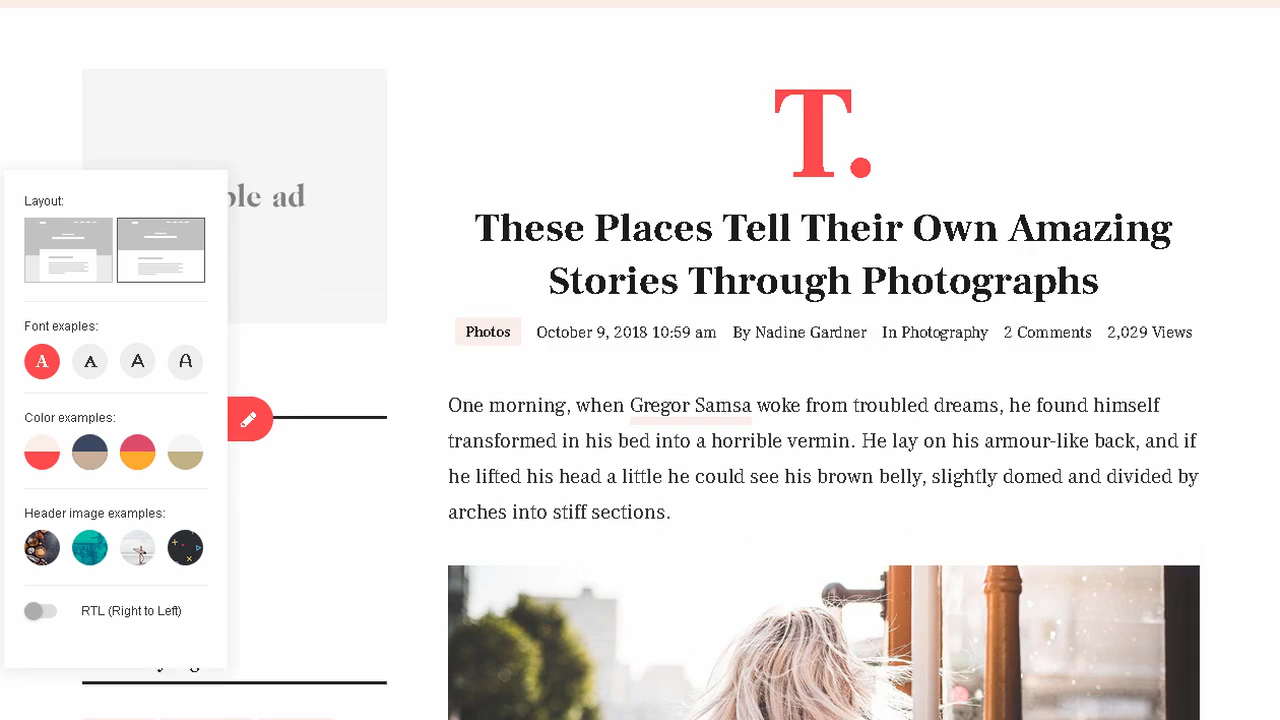 ble ad
Layout:
Font exaples:
A A A A
Color examples:
Header image examples:
RTL (Right to Left)
T.
These Places Tell Their Own Amazing
Stories Through Photographs
Photos October 9, 2018 10:59 am By Nadine Gardner In Photography 2 Comments 2,029 Views
One morning, when Gregor Samsa woke from troubled dreams, he found himself
transformed in his bed into a horrible vermin. He lay on his armour-like back, and if
he lifted his head a little he could see his brown belly, slightly domed and divided by
arches into stiff sections.